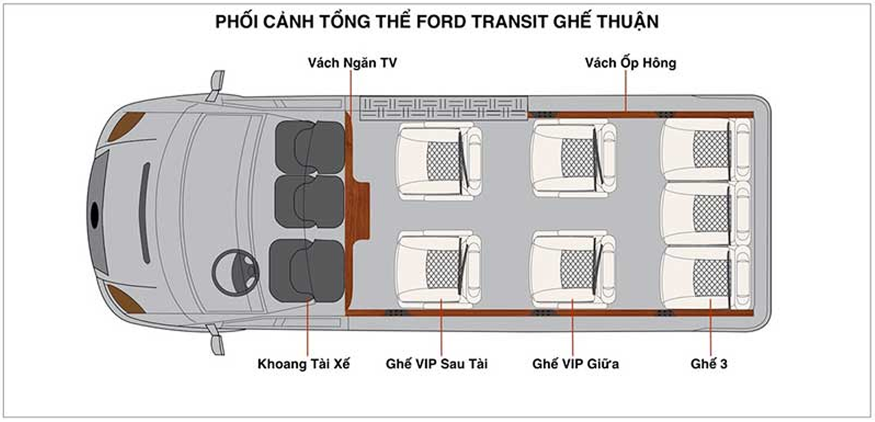 PHỐI CẢNH TỔNG THỂ FORD TRANSIT GHẾ THUẬN
Vách Ngăn TV
Vách Ốp Hông
Khoang Tài Xế
Ghế VIP Sau Tài
Ghế VIP Giữa
Ghế 3